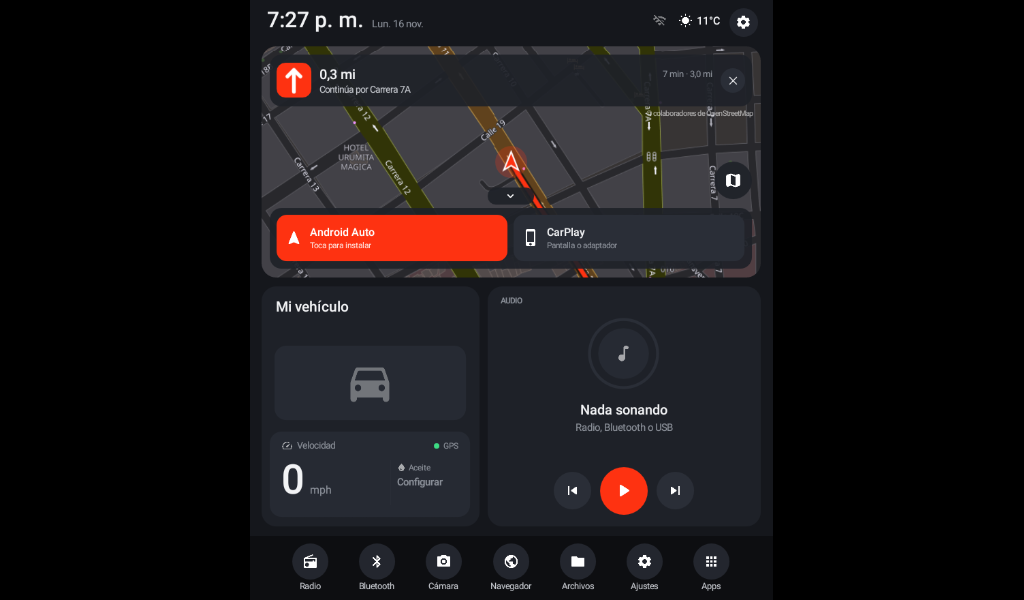 7:27 p. m.
Lun. 16 nov.
11°C
0,3 mi
Continúa por Carrera 7A
7 min · 3,0 mi
colaboradores de OpenStreetMap
Calle 19
HOTEL
URUMITA
MAGICA
Carrera 13
Carrera 12
Carrera 7
Android Auto
Toca para instalar
CarPlay
Pantalla o adaptador
Mi vehículo
Velocidad
GPS
0 mph
Aceite
Configurar
AUDIO
Nada sonando
Radio, Bluetooth o USB
Radio
Bluetooth
Cámara
Navegador
Archivos
Ajustes
Apps